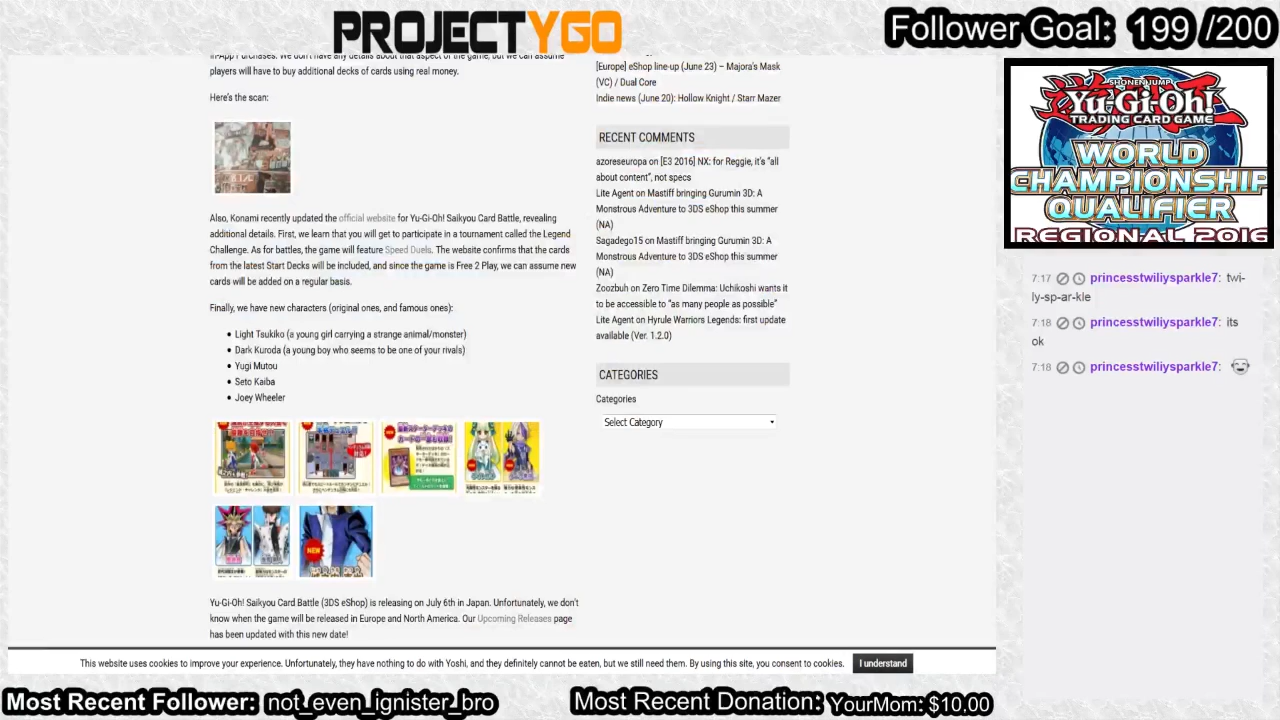 PROJECTYGO
Follower Goal: 199 /200
in-App Purchases. We don't have any details about that aspect of the game, but we can assume
players will have to buy additional decks of cards using real money.
Here's the scan:
Also, Konami recently updated the official website for Yu-Gi-Oh! Saikyou Card Battle, revealing
additional details. First, we learn that you will get to participate in a tournament called the Legend
Challenge. As for battles, the game will feature Speed Duels. The website confirms that the cards
from the latest Start Decks will be included, and since the game is Free 2 Play, we can assume new
cards will be added on a regular basis.
Finally, we have new characters (original ones, and famous ones):
• Light Tsukiko (a young girl carrying a strange animal/monster)
• Dark Kuroda (a young boy who seems to be one of your rivals)
• Yugi Mutou
• Seto Kaiba
• Joey Wheeler
NEW
Yu-Gi-Oh! Saikyou Card Battle (3DS eShop) is releasing on July 6th in Japan. Unfortunately, we don't
know when the game will be released in Europe and North America. Our Upcoming Releases page
has been updated with this new date!
[Europe] eShop line-up (June 23) – Majora's Mask
(VC) / Dual Core
Indie news (June 20): Hollow Knight / Starr Mazer
RECENT COMMENTS
azoreseuropa on [E3 2016] NX: for Reggie, it's "all
about content", not specs
Lite Agent on Mastiff bringing Gurumin 3D: A
Monstrous Adventure to 3DS eShop this summer
(NA)
Sagadego15 on Mastiff bringing Gurumin 3D: A
Monstrous Adventure to 3DS eShop this summer
(NA)
Zoozbuh on Zero Time Dilemma: Uchikoshi wants it
to be accessible to "as many people as possible"
Lite Agent on Hyrule Warriors Legends: first update
available (Ver. 1.2.0)
CATEGORIES
Categories
Select Category
SHONEN JUMP
Yu-Gi-Oh!
TRADING CARD GAME
WORLD
CHAMPIONSHIP
QUALIFIER
REGIONAL 2016
7:17 princesstwiliysparkle7: twi-
ly-sp-ar-kle
7:18 princesstwiliysparkle7: its
ok
7:18 princesstwiliysparkle7:
This website uses cookies to improve your experience. Unfortunately, they have nothing to do with Yoshi, and they definitely cannot be eaten, but we still need them. By using this site, you consent to cookies. I understand
Most Recent Follower: not_even_ignister_bro
Most Recent Donation: YourMom: $10.00